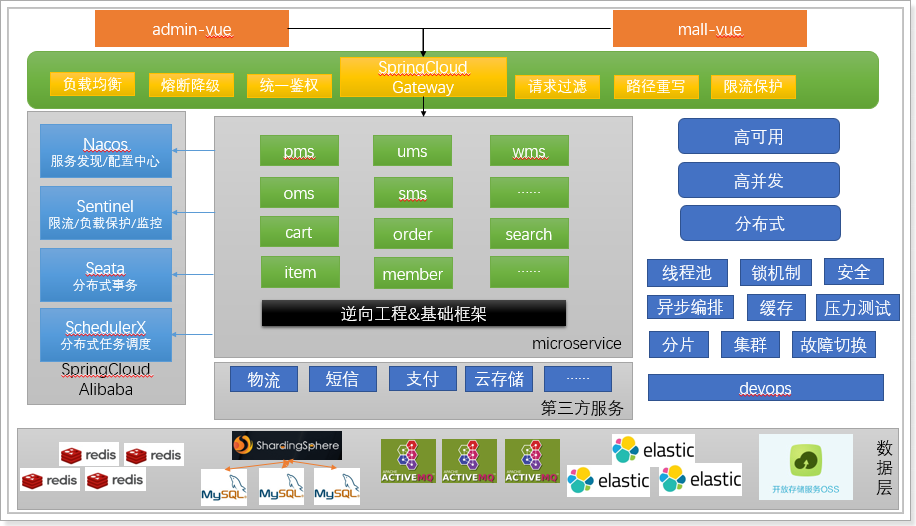 admin-vue
mall-vue
负载均衡
熔断降级
统一鉴权
SpringCloud
Gateway
请求过滤
路径重写
限流保护
Nacos
服务发现/配置中心
Sentinel
限流/负载保护/监控
Seata
分布式事务
SchedulerX
分布式任务调度
SpringCloud
Alibaba
pms
ums
wms
oms
sms
......
cart
order
search
item
member
......
逆向工程&基础框架
microservice
物流
短信
支付
云存储
......
第三方服务
高可用
高并发
分布式
线程池
锁机制
安全
异步编排
缓存
压力测试
分片
集群
故障切换
devops
redis
redis
redis
redis
ShardingSphere
MySQL
MySQL
MySQL
APACHE
ACTIVEMQ
APACHE
ACTIVEMQ
APACHE
ACTIVEMQ
elastic
elastic
elastic
开放存储服务OSS
数据层